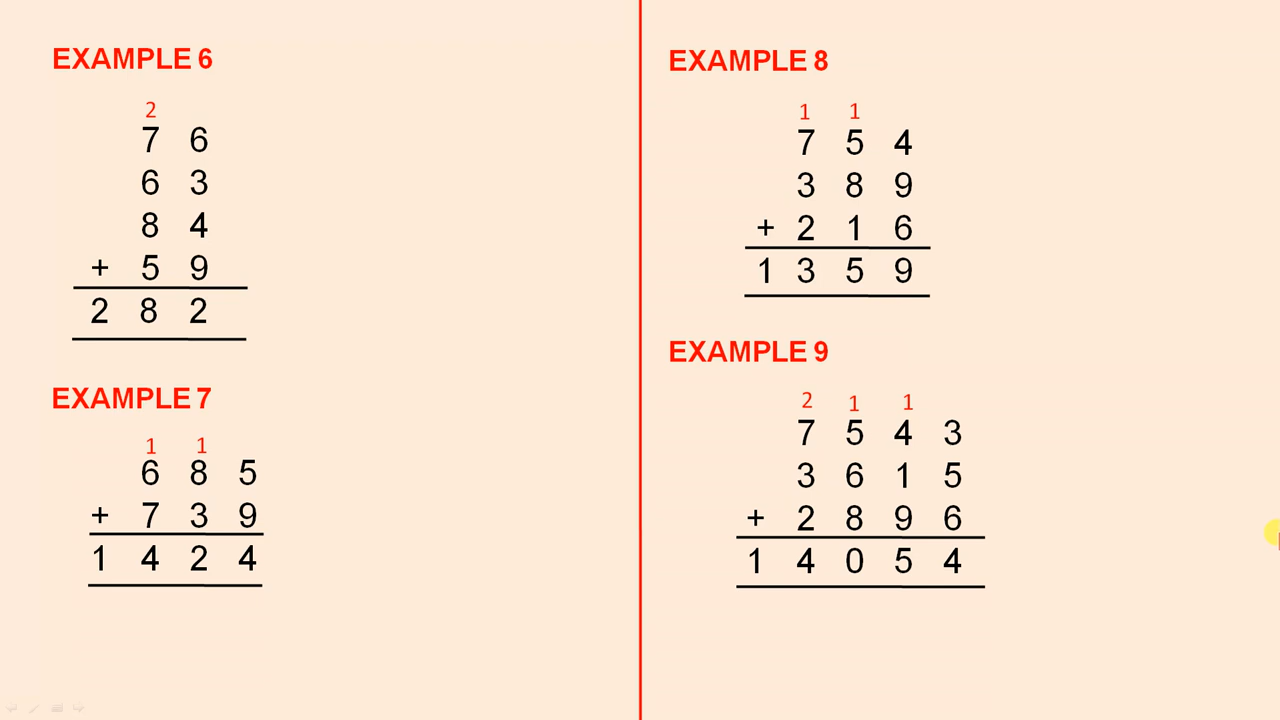 EXAMPLE 6
2
7 6
6 3
8 4
+ 5 9
2 8 2
EXAMPLE 7
1 1
6 8 5
+ 7 3 9
1 4 2 4
EXAMPLE 8
1 1
7 5 4
3 8 9
+ 2 1 6
1 3 5 9
EXAMPLE 9
2 1 1
7 5 4 3
3 6 1 5
+ 2 8 9 6
1 4 0 5 4